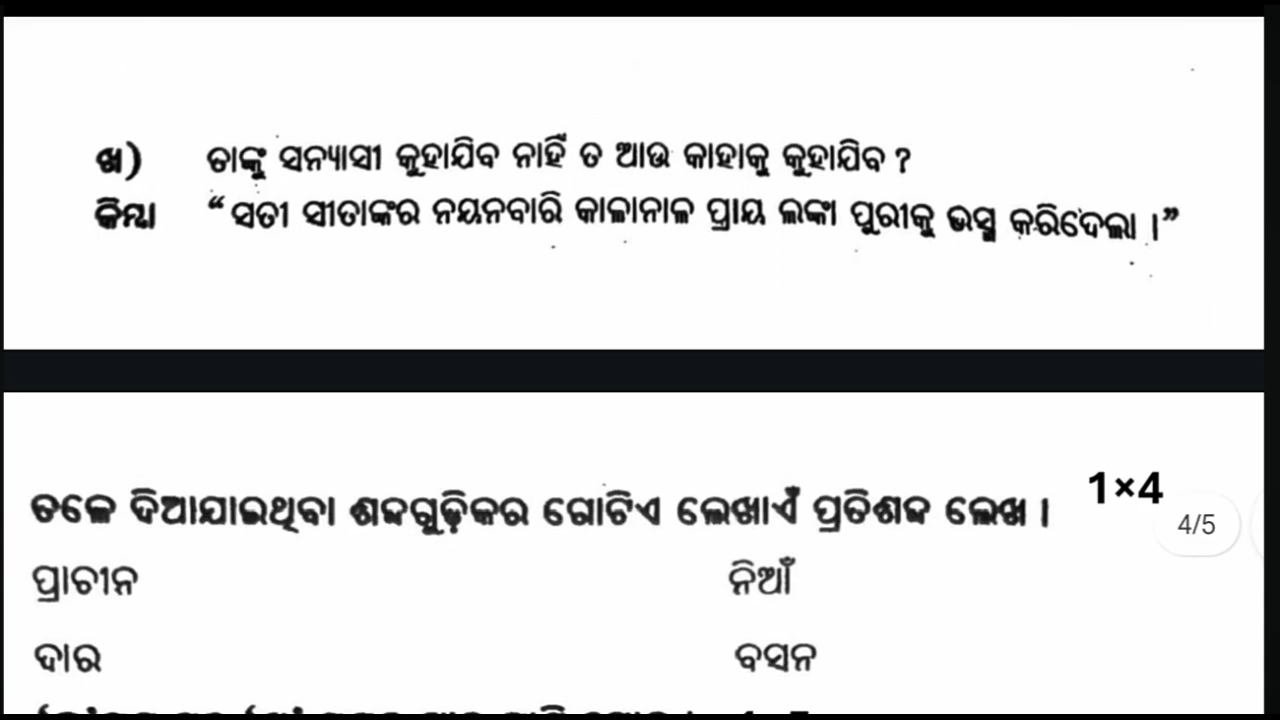 ଖ) ତାଙ୍କୁ ସନ୍ୟାସୀ କୁହାଯିବ ନାହିଁ ତ ଆଉ କାହାକୁ କୁହାଯିବ ?
କିମ୍ବା “ସତୀ ସୀତାଙ୍କର ନୟନବାରି କାଳାନାଳ ପ୍ରାୟ ଲଙ୍କା ପୁରୀକୁ ଭସ୍ମ କରିଦେଲା ।”
ତଳେ ଦିଆଯାଇଥିବା ଶବ୍ଦଗୁଡ଼ିକର ଗୋଟିଏ ଲେଖାଏଁ ପ୍ରତିଶବ୍ଦ ଲେଖ । 1×4
4/5
ପ୍ରାଚୀନ ନିଆଁ
ଦାର ବସନ